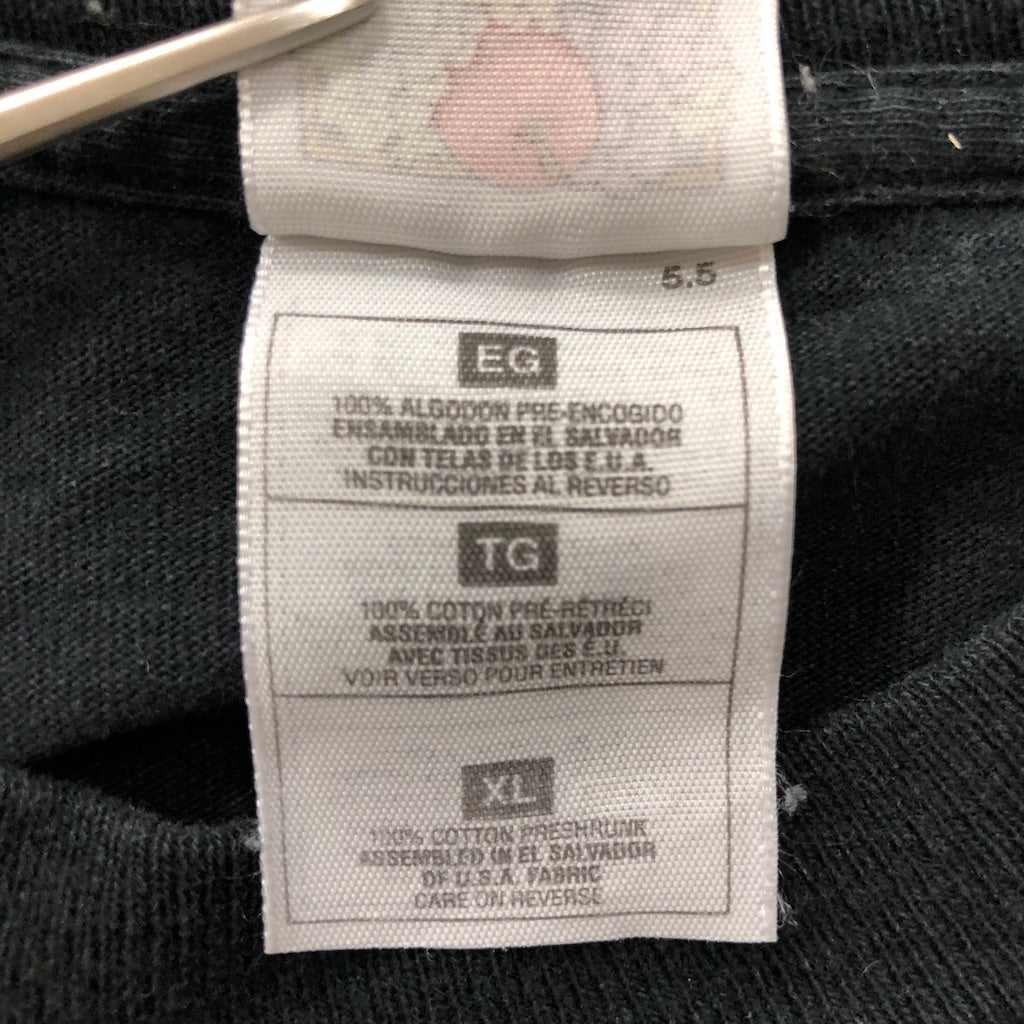 5.5
EG
100% ALGODON PRE-ENCOGIDO
ENSAMBLADO EN EL SALVADOR
CON TELAS DE LOS E.U.A.
INSTRUCCIONES AL REVERSO
TG
100% COTON PRÉ-RÉTRÉCI
ASSEMBLÉ AU SALVADOR
AVEC TISSUS DES É.U.
VOIR VERSO POUR ENTRETIEN
XL
100% COTTON PRESHRUNK
ASSEMBLED IN EL SALVADOR
OF U.S.A. FABRIC
CARE ON REVERSE